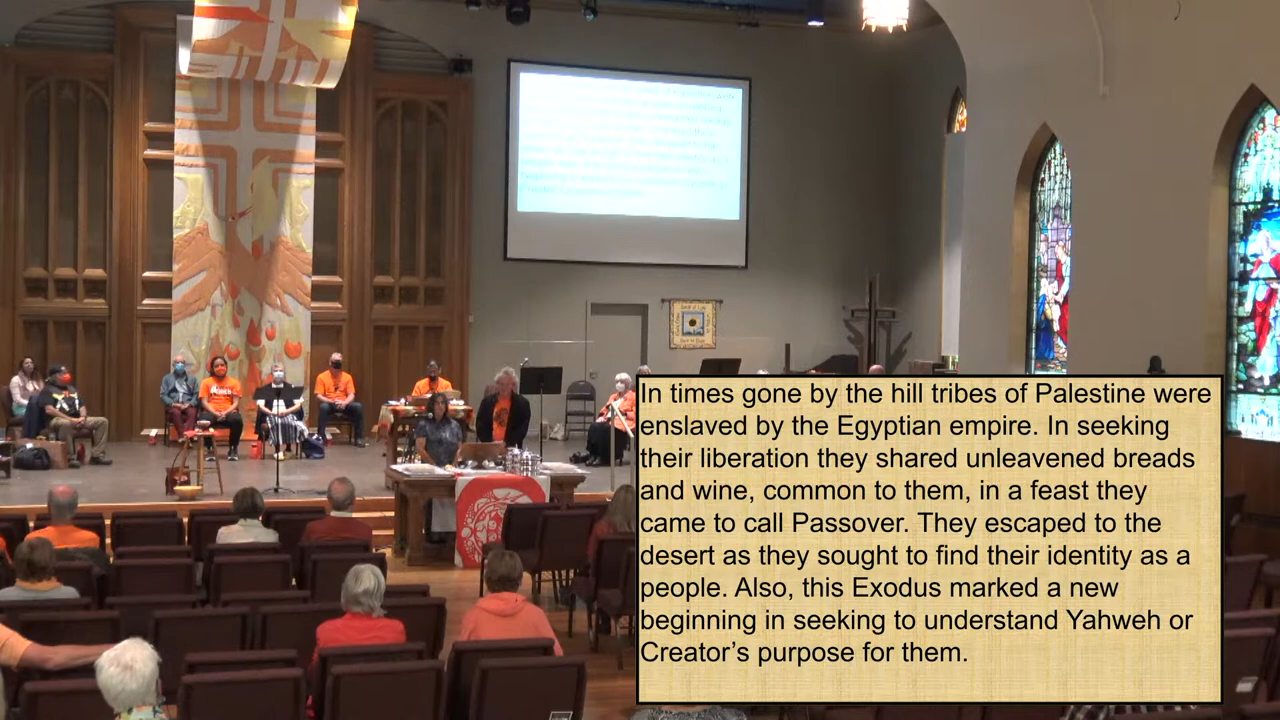 In times gone by the hill tribes of Palestine were
enslaved by the Egyptian empire. In seeking
their liberation they shared unleavened breads
and wine, common to them, in a feast they
came to call Passover. They escaped to the
desert as they sought to find their identity as a
people. Also, this Exodus marked a new
beginning in seeking to understand Yahweh or
Creator’s purpose for them.